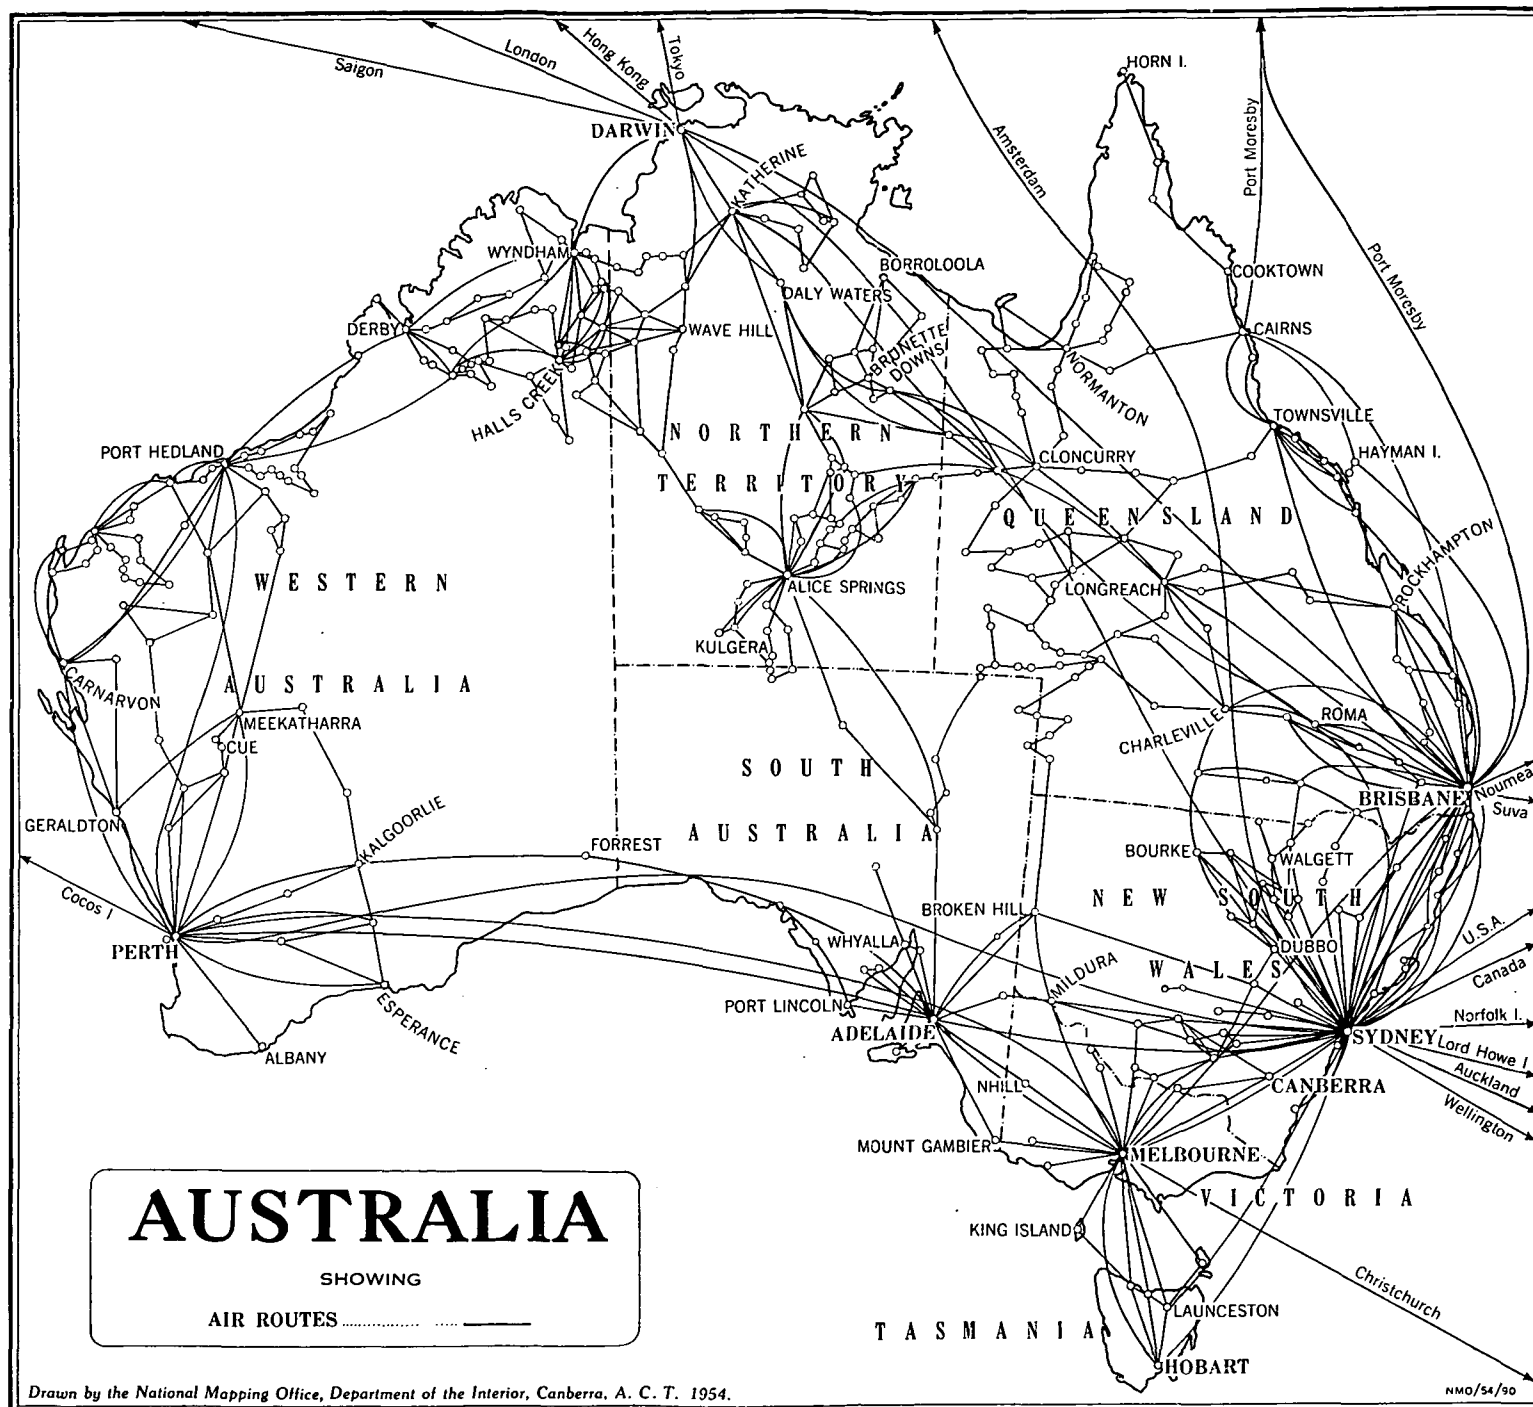 Saigon
London
Hong Kong
Tokyo
Amsterdam
Port Moresby
Port Moresby
HORN I.
DARWIN
KATHERINE
WYNDHAM
BORROLOOLA
COOKTOWN
DALY WATERS
DERBY
WAVE HILL
BRUNETTE
DOWNS
CAIRNS
NORMANTON
HALLS CREEK
TOWNSVILLE
NORTHERN
TERRITORY
PORT HEDLAND
CLONCURRY
HAYMAN I.
QUEENSLAND
ROCKHAMPTON
WESTERN
AUSTRALIA
ALICE SPRINGS
LONGREACH
KULGERA
CARNARVON
MEEKATHARRA
CUE
CHARLEVILLE
ROMA
SOUTH
AUSTRALIA
BRISBANE
Noumea
Suva
GERALDTON
KALGOORLIE
FORREST
BOURKE
WALGETT
Cocos I
NEW SOUTH
WALES
BROKEN HILL
PERTH
WHYALLA
DUBBO
U.S.A.
Canada
MILDURA
ESPERANCE
PORT LINCOLN
ADELAIDE
Norfolk I.
SYDNEY
Lord Howe I
Auckland
Wellington
ALBANY
NHILL
CANBERRA
MOUNT GAMBIER
MELBOURNE
VICTORIA
KING ISLAND
Christchurch
LAUNCESTON
TASMANIA
HOBART
AUSTRALIA
SHOWING
AIR ROUTES
Drawn by the National Mapping Office, Department of the Interior, Canberra, A. C. T. 1954.
NMO/54/90